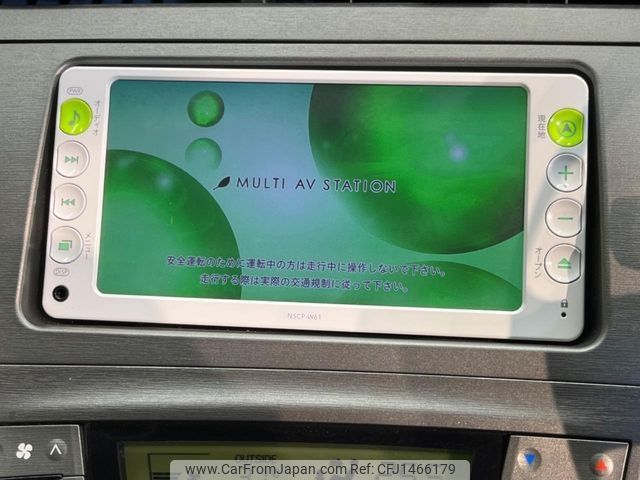 PWR
オーディオ
メニュー
DISP
MULTI AV STATION
安全運転のために運転中の方は走行中に操作しないで下さい。
走行する際は実際の交通規制に従って下さい。
NSCP-W61
現在地
オープン
OUTSIDE
www.CarFromJapan.com Ref: CFJ1466179